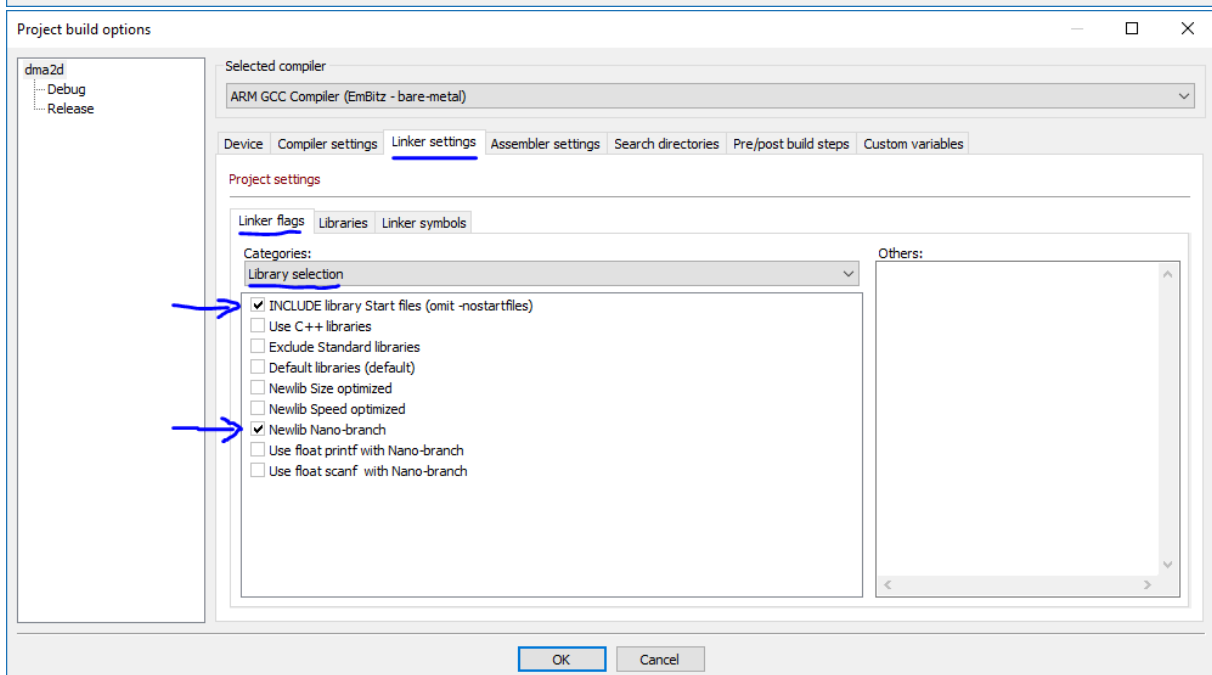 Project build options
dma2d
Debug
Release
Selected compiler
ARM GCC Compiler (EmBitz - bare-metal)
Device Compiler settings Linker settings Assembler settings Search directories Pre/post build steps Custom variables
Project settings
Linker flags Libraries Linker symbols
Categories:
Library selection
INCLUDE library Start files (omit -nostartfiles)
Use C++ libraries
Exclude Standard libraries
Default libraries (default)
Newlib Size optimized
Newlib Speed optimized
Newlib Nano-branch
Use float printf with Nano-branch
Use float scanf with Nano-branch
Others:
OK Cancel